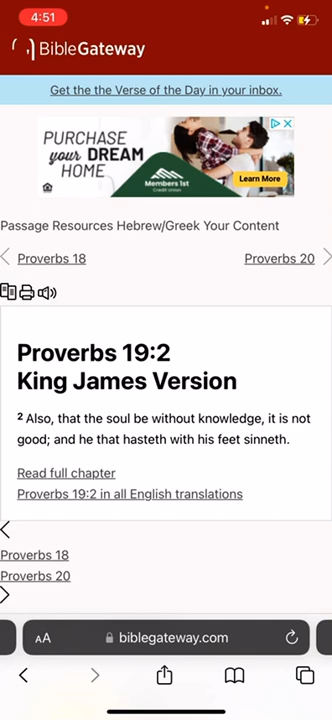 4:51
BibleGateway
Get the the Verse of the Day in your inbox.
PURCHASE
your DREAM
HOME
Members 1st
Credit Union
Learn More
Passage Resources Hebrew/Greek Your Content
Proverbs 18
Proverbs 20
Proverbs 19:2
King James Version
2 Also, that the soul be without knowledge, it is not
good; and he that hasteth with his feet sinneth.
Read full chapter
Proverbs 19:2 in all English translations
Proverbs 18
Proverbs 20
AA
biblegateway.com